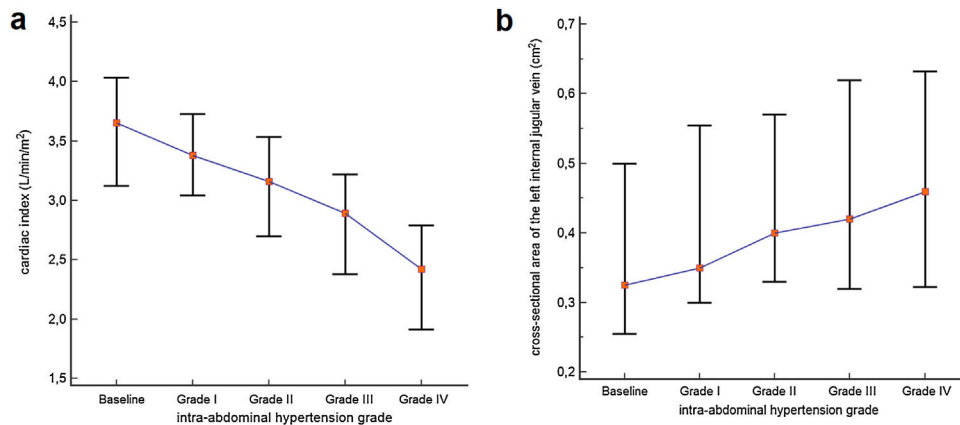 a
4,5
4,0
3,5
3,0
2,5
2,0
1,5
cardiac index (L/min/m²)
Baseline Grade I Grade II Grade III Grade IV
intra-abdominal hypertension grade
b
0,7
0,6
0,5
0,4
0,3
0,2
cross-sectional area of the left internal jugular vein (cm²)
Baseline Grade I Grade II Grade III Grade IV
intra-abdominal hypertension grade